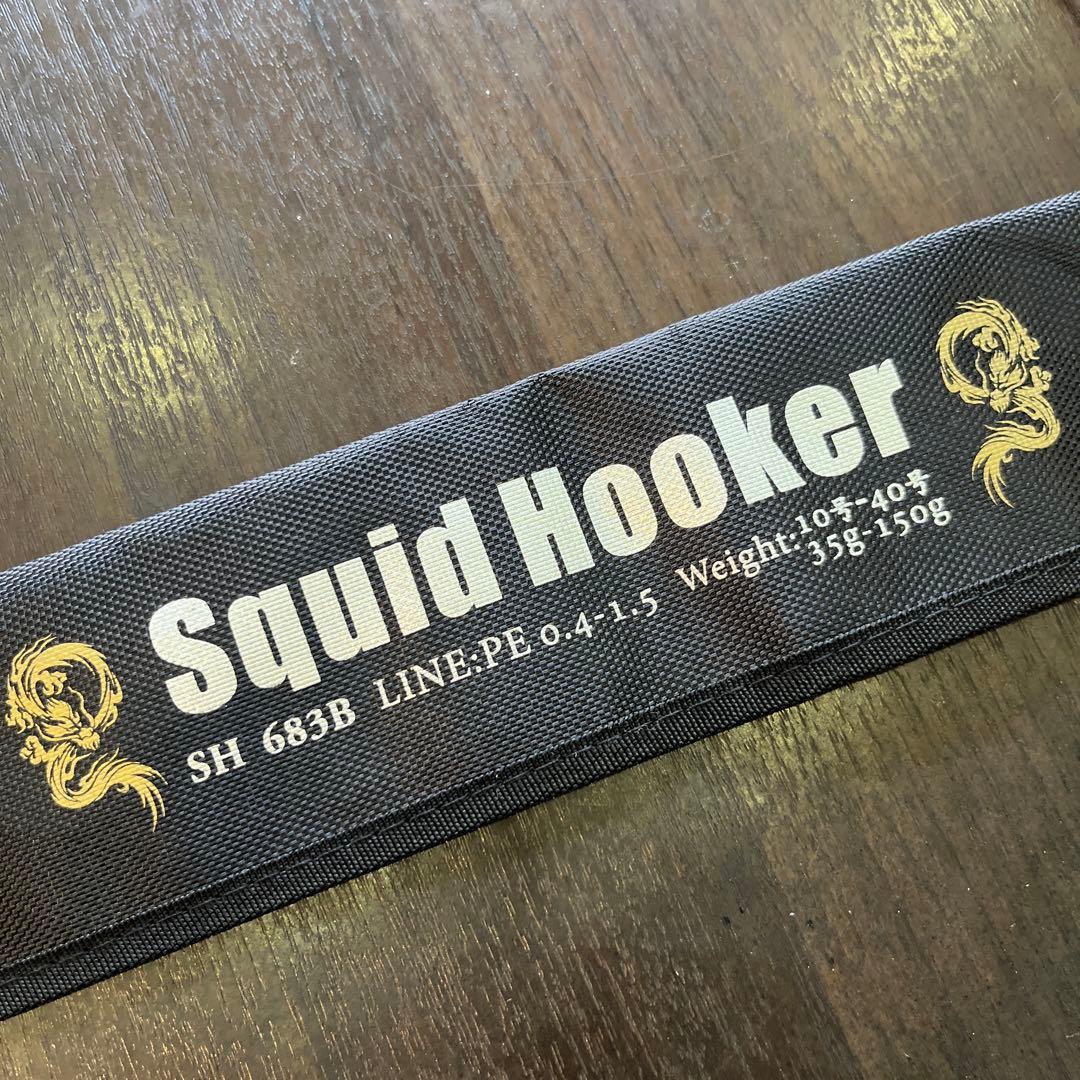 Squid Hooker
SH 683B LINE:PE 0.4-1.5 Weight:10号-40号
35g-150g